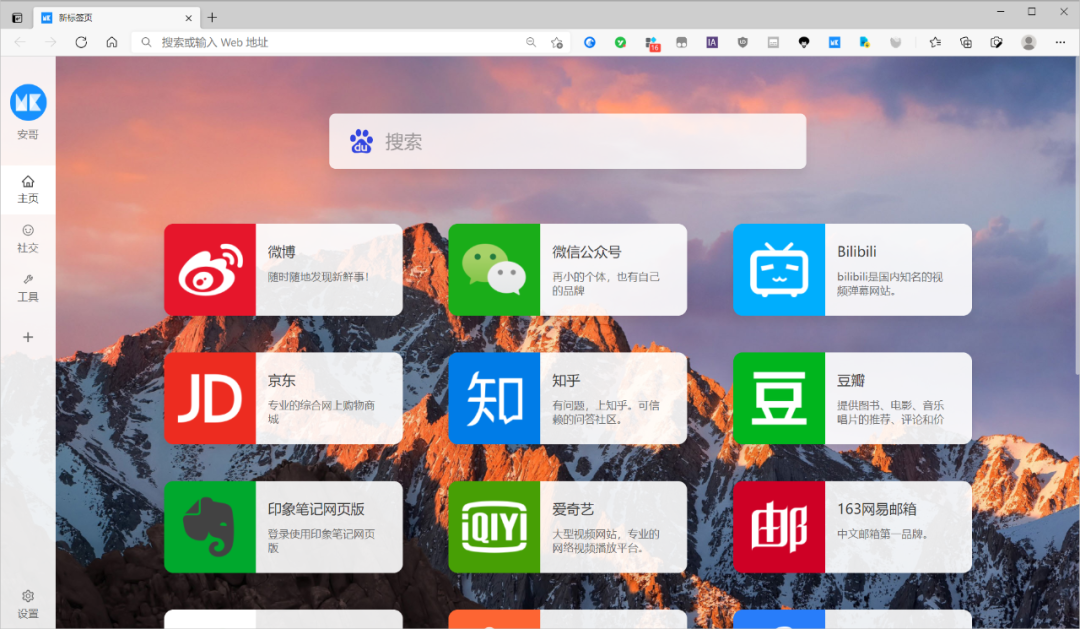 新标签页
搜索或输入 Web 地址
16
IA
MK
MK
安哥
主页
社交
工具
设置
du
搜索
微博
随时随地发现新鲜事！
微信公众号
再小的个体，也有自己
的品牌
Bilibili
bilibili是国内知名的视
频弹幕网站。
JD
京东
专业的综合网上购物商
城
知
知乎
有问题，上知乎。可信
赖的问答社区。
豆
豆瓣
提供图书、电影、音乐
唱片的推荐、评论和价
印象笔记网页版
登录使用印象笔记网页
版
iQIYI
爱奇艺
大型视频网站，专业的
网络视频播放平台。
邮
163网易邮箱
中文邮箱第一品牌。